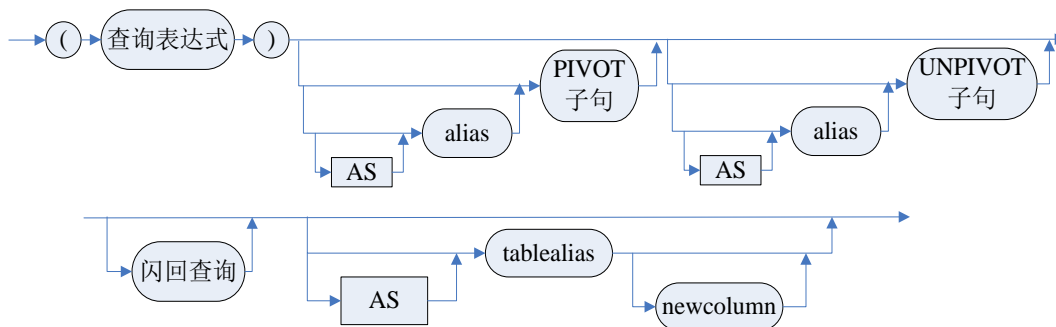 ( 查询表达式 )
PIVOT
子句
alias
AS
UNPIVOT
子句
alias
AS
闪回查询
tablealias
AS
newcolumn